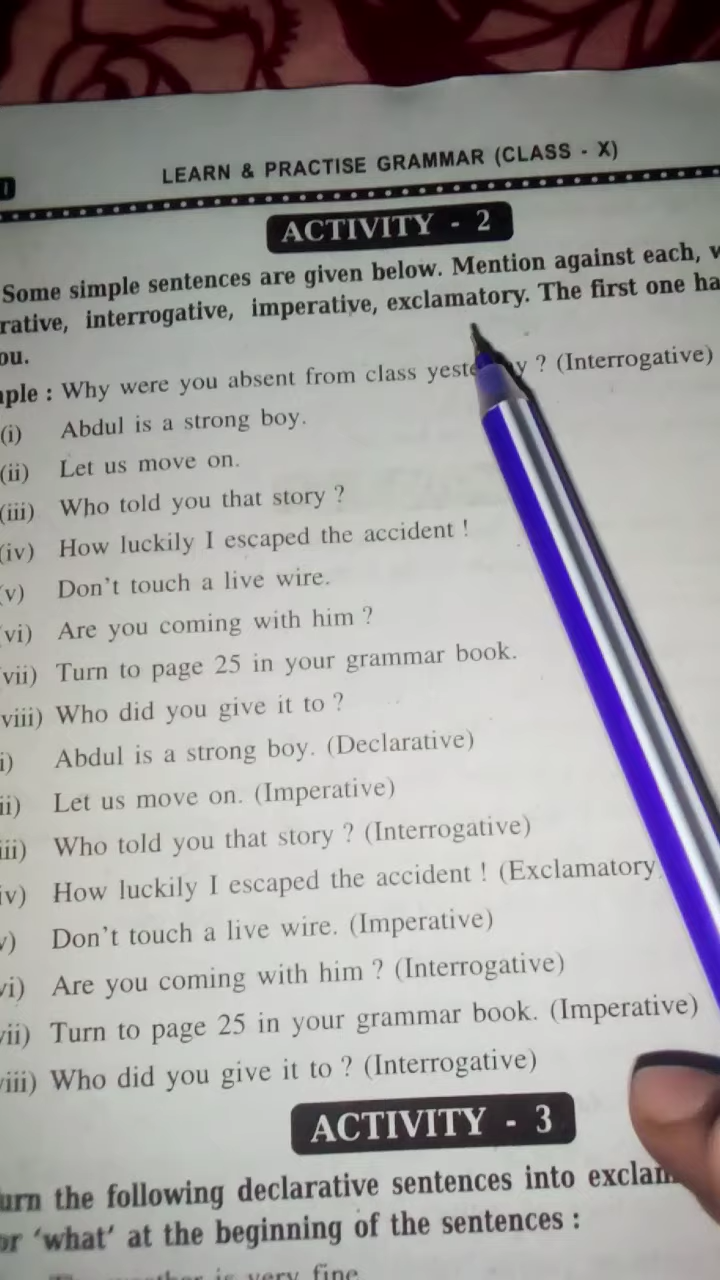 LEARN & PRACTISE GRAMMAR (CLASS - X)
ACTIVITY - 2
Some simple sentences are given below. Mention against each,
interrogative, imperative, exclamatory. The first one
Why were you absent from class ? (Interrogative)
(i) Abdul is a strong boy.
(ii) Let us move on.
(iii) Who told you that story ?
(iv) How luckily I escaped the accident !
v) Don't touch a live wire.
vi) Are you coming with him ?
vii) Turn to page 25 in your grammar book.
viii) Who did you give it to ?
i) Abdul is a strong boy. (Declarative)
ii) Let us move on. (Imperative)
iii) Who told you that story ? (Interrogative)
iv) How luckily I escaped the accident ! (Exclamatory
v) Don't touch a live wire. (Imperative)
vi) Are you coming with him ? (Interrogative)
vii) Turn to page 25 in your grammar book. (Imperative)
viii) Who did you give it to ? (Interrogative)
ACTIVITY - 3
the following declarative sentences into
or 'what' at the beginning of the sentences :
is very fine